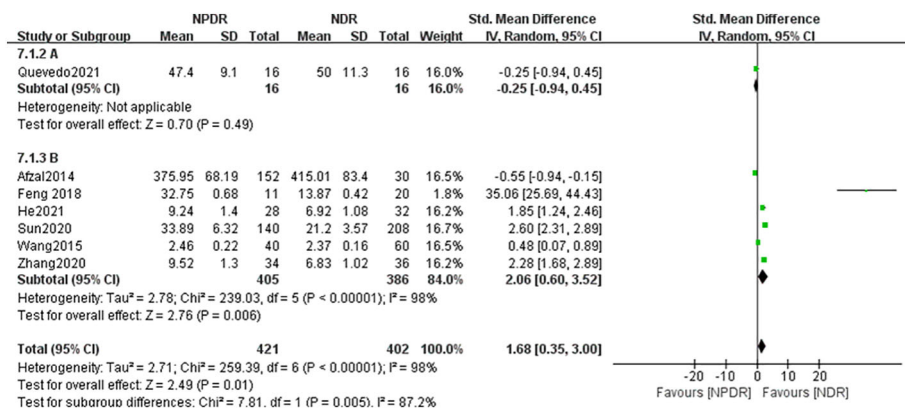 NPDR NDR Std. Mean Difference Std. Mean Difference
Study or Subgroup Mean SD Total Mean SD Total Weight IV, Random, 95% CI IV, Random, 95% CI
7.1.2 A
Quevedo2021 47.4 9.1 16 50 11.3 16 16.0% -0.25 [-0.94, 0.45]
Subtotal (95% CI) 16 16 16.0% -0.25 [-0.94, 0.45]
Heterogeneity: Not applicable
Test for overall effect: Z = 0.70 (P = 0.49)
7.1.3 B
Afzal2014 375.95 68.19 152 415.01 83.4 30 16.5% -0.55 [-0.94, -0.15]
Feng 2018 32.75 0.68 11 13.87 0.42 20 1.8% 35.06 [25.69, 44.43]
He2021 9.24 1.4 28 6.92 1.08 32 16.2% 1.85 [1.24, 2.46]
Sun2020 33.89 6.32 140 21.2 3.57 208 16.7% 2.60 [2.31, 2.89]
Wang2015 2.46 0.22 40 2.37 0.16 60 16.6% 0.48 [0.07, 0.89]
Zhang2020 9.52 1.3 34 6.83 1.02 36 16.2% 2.28 [1.68, 2.89]
Subtotal (95% CI) 405 386 84.0% 2.06 [0.60, 3.52]
Heterogeneity: Tau² = 2.78; Chi² = 239.03, df = 5 (P < 0.00001); I² = 98%
Test for overall effect: Z = 2.76 (P = 0.006)
Total (95% CI) 421 402 100.0% 1.68 [0.35, 3.00]
Heterogeneity: Tau² = 2.71; Chi² = 259.39, df = 6 (P < 0.00001); I² = 98%
Test for overall effect: Z = 2.49 (P = 0.01)
Test for subgroup differences: Chi² = 7.81, df = 1 (P = 0.005), I² = 87.2%
-20 -10 0 10 20
Favours [NPDR] Favours [NDR]